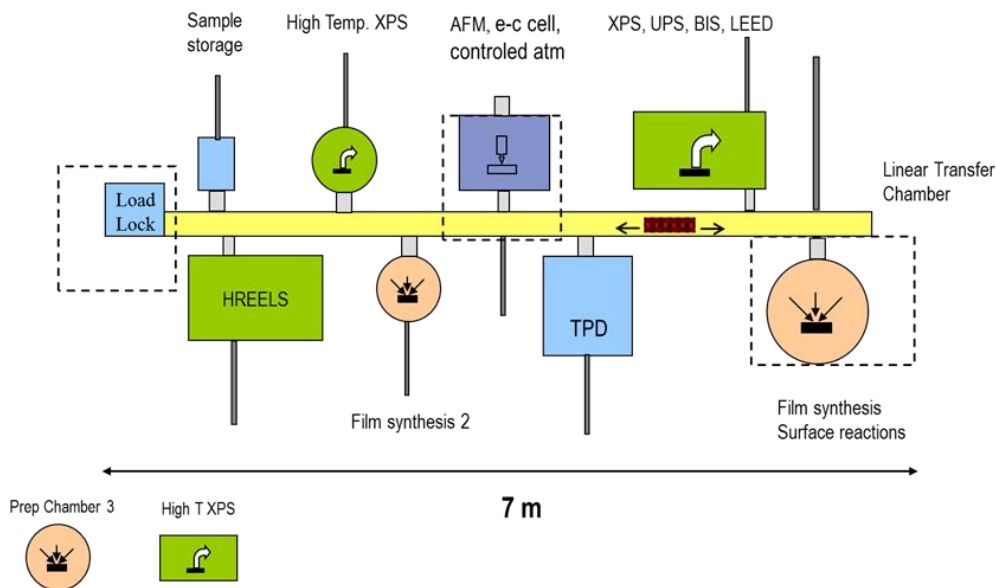 Sample
storage
High Temp. XPS
AFM, e-c cell,
controled atm
XPS, UPS, BIS, LEED
Linear Transfer
Chamber
Load
Lock
HREELS
TPD
Film synthesis 2
Film synthesis
Surface reactions
7 m
Prep Chamber 3
High T XPS